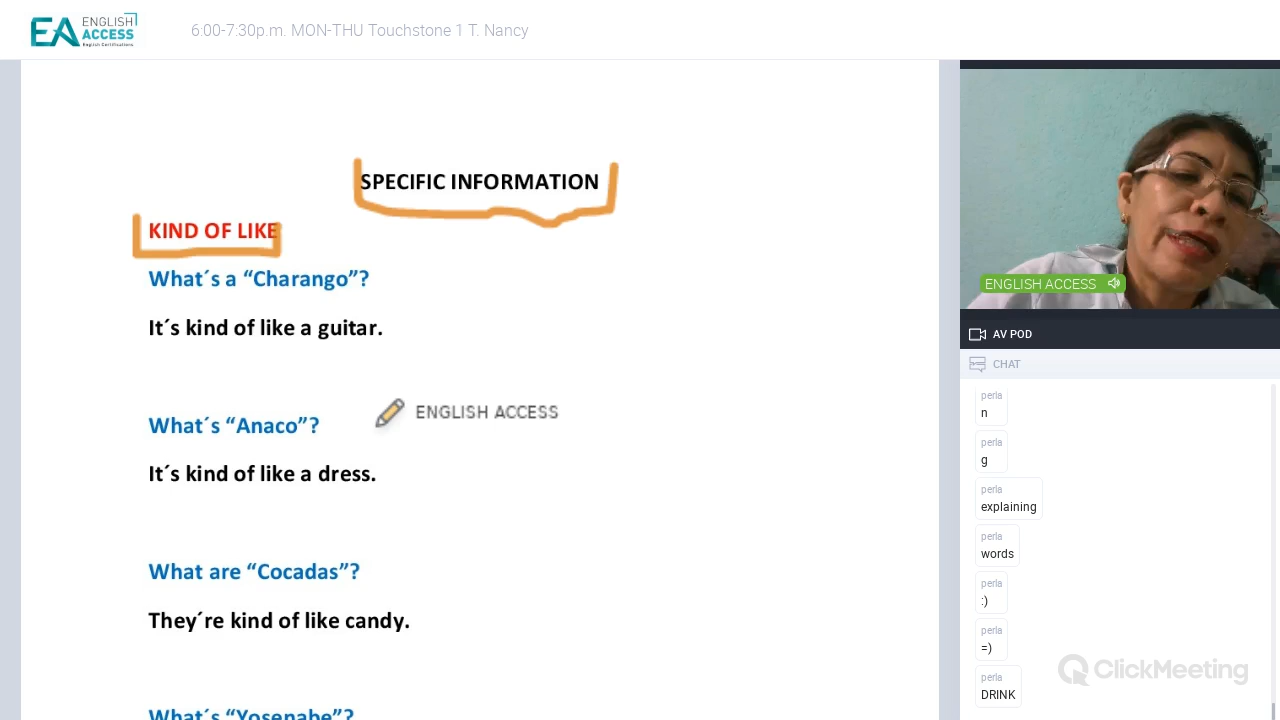 EA ENGLISH ACCESS
English Certifications
6:00-7:30p.m. MON-THU Touchstone 1 T. Nancy
SPECIFIC INFORMATION
KIND OF LIKE
What´s a “Charango”?
It´s kind of like a guitar.
ENGLISH ACCESS
What´s “Anaco”?
It´s kind of like a dress.
What are “Cocadas”?
They´re kind of like candy.
What´s “Yosenabe”?
ENGLISH ACCESS
AV POD
CHAT
perla
n
perla
g
perla
explaining
perla
words
perla
:)
perla
=)
perla
DRINK
ClickMeeting